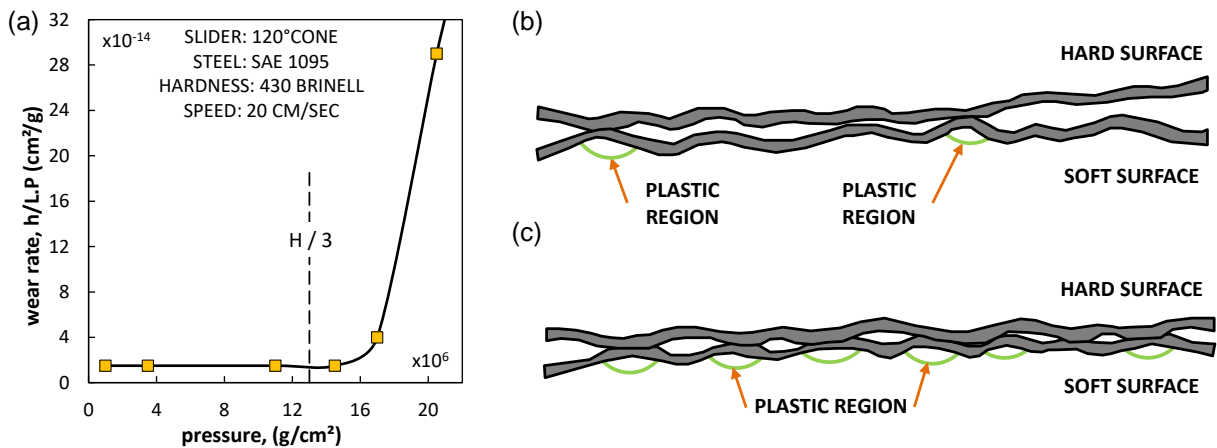 (a)
32
28
24
20
16
12
8
4
0
wear rate, h/L.P (cm²/g)
x10⁻¹⁴
SLIDER: 120°CONE
STEEL: SAE 1095
HARDNESS: 430 BRINELL
SPEED: 20 CM/SEC
H / 3
x10⁶
0 4 8 12 16 20
pressure, (g/cm²)
(b)
HARD SURFACE
SOFT SURFACE
PLASTIC
REGION
PLASTIC
REGION
(c)
HARD SURFACE
SOFT SURFACE
PLASTIC REGION